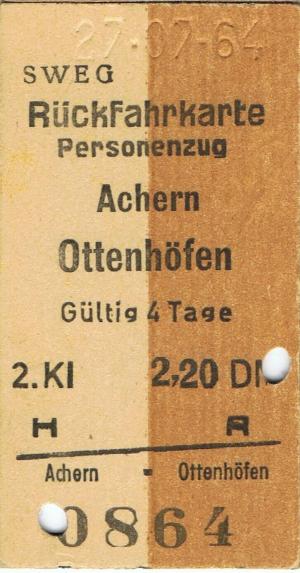 27-07-64
SWEG
Rückfahrkarte
Personenzug
Achern
Ottenhöfen
Gültig 4 Tage
2. Kl 2,20 DM
H R
Achern - Ottenhöfen
0864